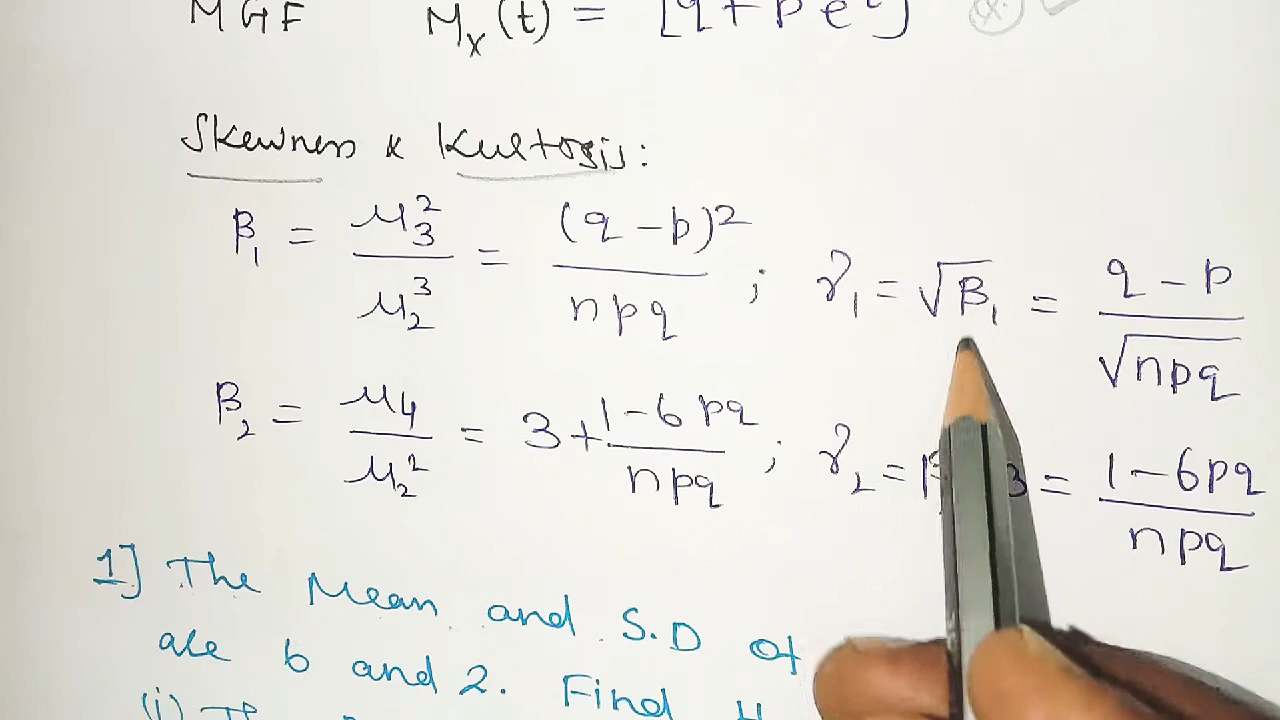 MGF M_X(t) = [q + p e^t]
Skewness & Kurtosis:
β₁ = μ₃² / μ₂³ = (q - p)² / npq ; γ₁ = √β₁ = (q - p) / √npq
β₂ = μ₄ / μ₂² = 3 + (1 - 6pq) / npq ; γ₂ = 3 = (1 - 6pq) / npq
1] The Mean and S.D of
are 6 and 2. Find
(i)